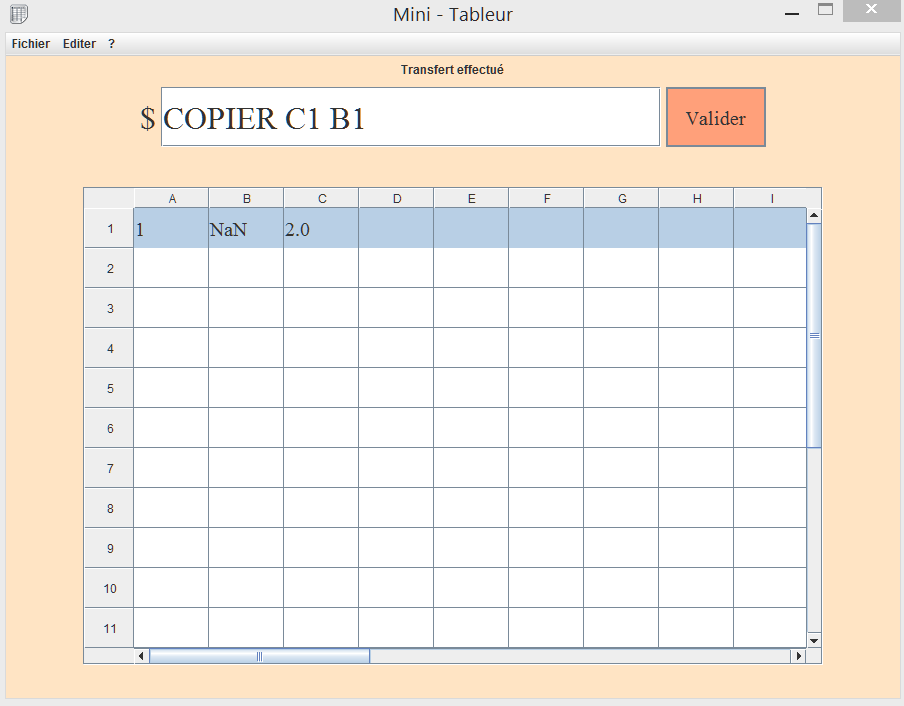 Mini - Tableur
Fichier Editer ?
Transfert effectué
$ COPIER C1 B1 Valider
A B C D E F G H I
1 1 NaN 2.0
2
3
4
5
6
7
8
9
10
11